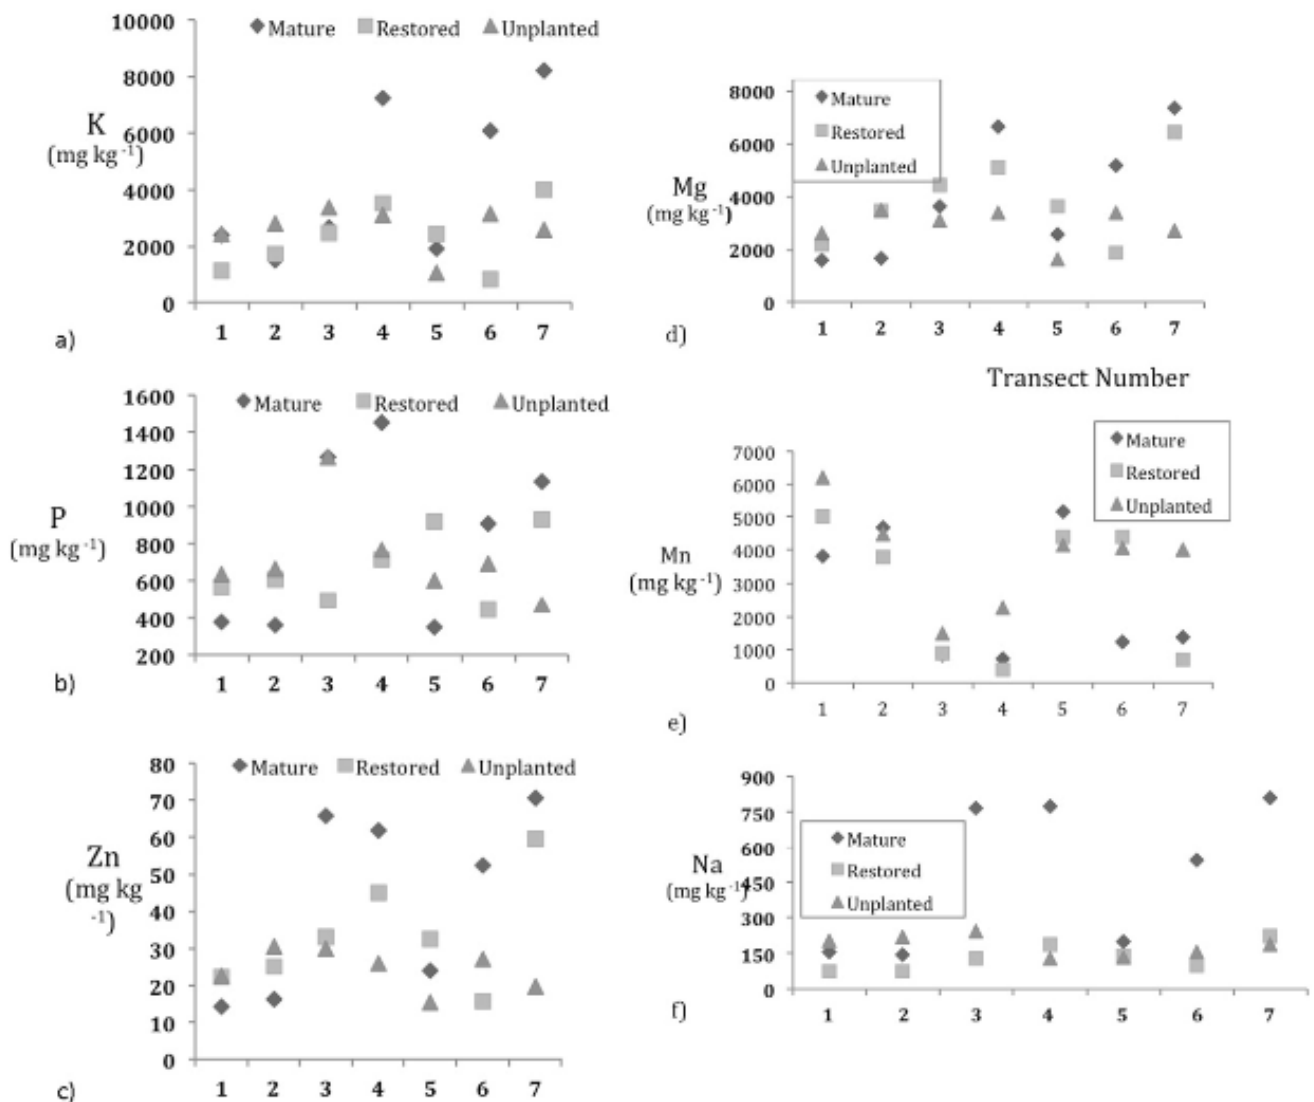 10000
◆Mature ■Restored ▲Unplanted
8000
K
(mg kg -1)
6000
4000
2000
0
1 2 3 4 5 6 7
a)
1600
◆Mature ■Restored ▲Unplanted
1400
1200
P
(mg kg -1)
1000
800
600
400
200
1 2 3 4 5 6 7
b)
80
◆Mature ■Restored ▲Unplanted
70
60
Zn
(mg kg
-1)
50
40
30
20
10
0
1 2 3 4 5 6 7
c)
8000
◆Mature
■Restored
▲Unplanted
6000
Mg
(mg kg -1)
4000
2000
0
1 2 3 4 5 6 7
d)
Transect Number
◆Mature
■Restored
▲Unplanted
7000
6000
5000
Mn
(mg kg -1)
4000
3000
2000
1000
0
1 2 3 4 5 6 7
e)
900
750
◆Mature
■Restored
▲Unplanted
600
Na
(mg kg -1)
450
300
150
0
1 2 3 4 5 6 7
f)